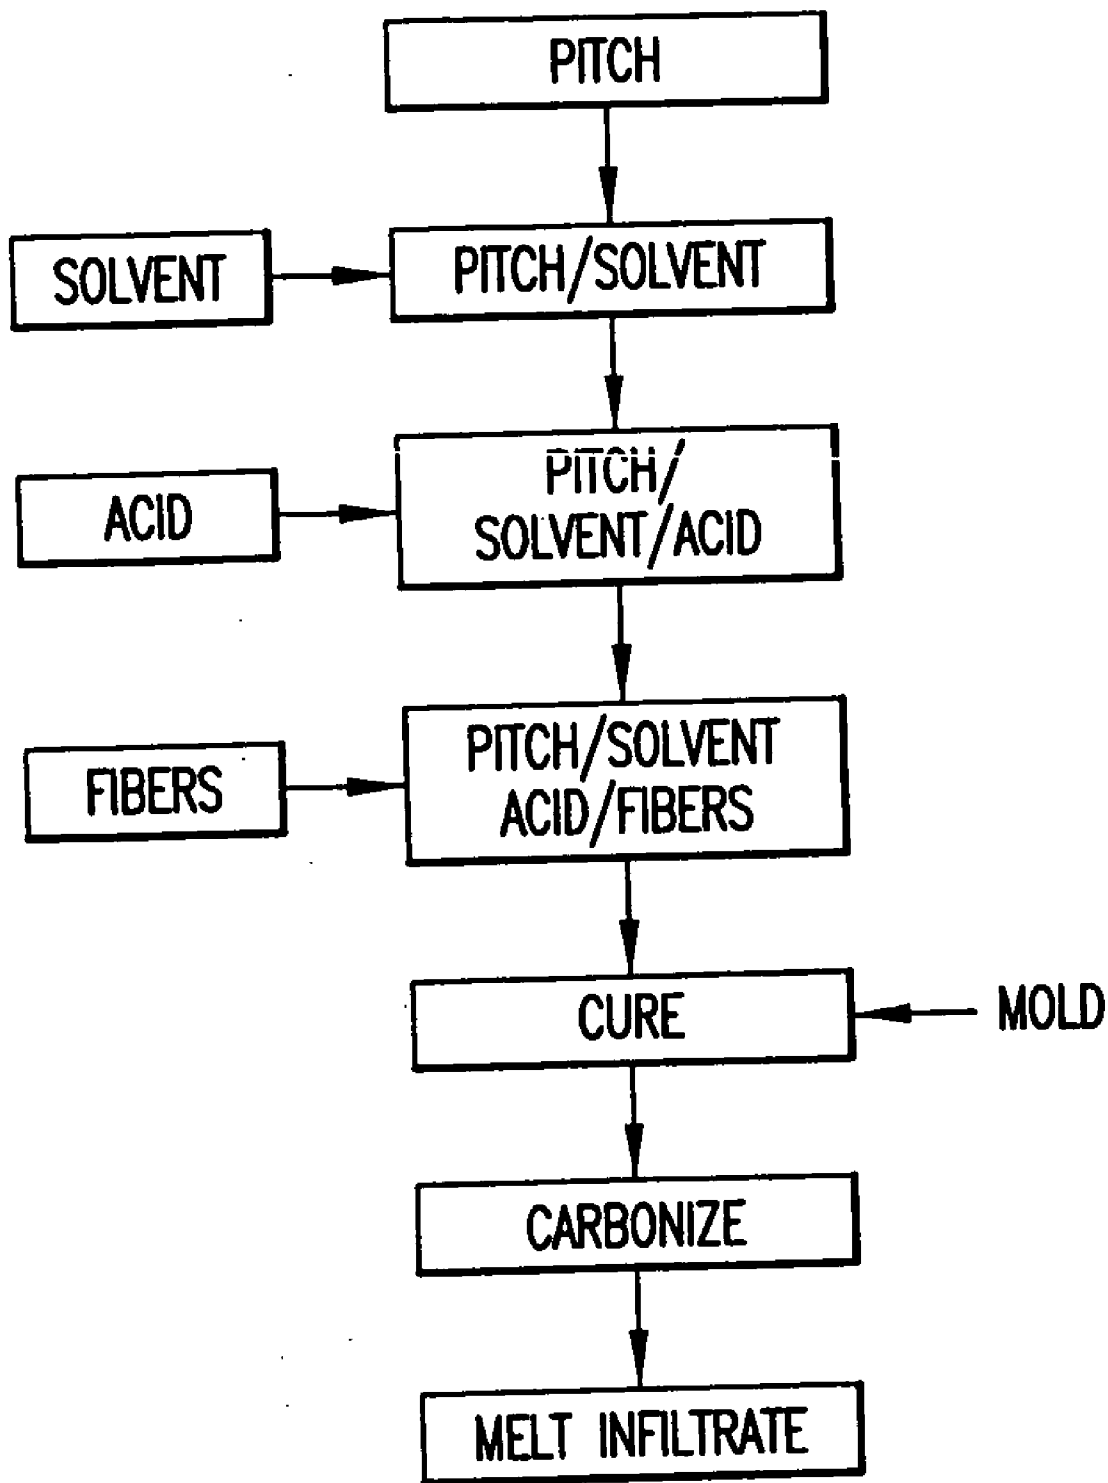 PITCH
SOLVENT
PITCH/SOLVENT
ACID
PITCH/
SOLVENT/ACID
FIBERS
PITCH/SOLVENT
ACID/FIBERS
CURE
MOLD
CARBONIZE
MELT INFILTRATE